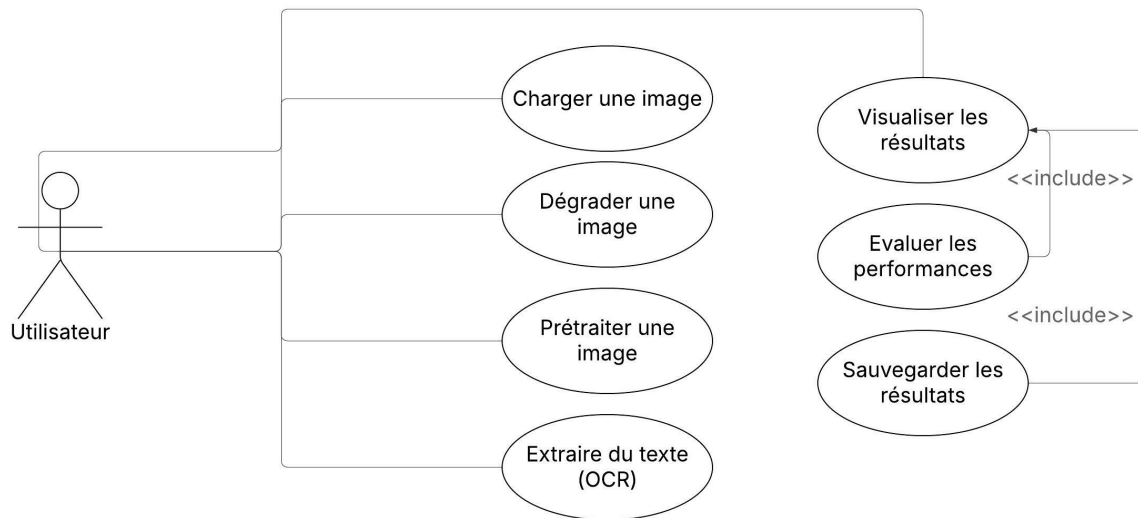 Charger une image
Visualiser les
résultats
<<include>>
Dégrader une
image
Evaluer les
performances
Utilisateur
Prétraiter une
image
<<include>>
Sauvegarder les
résultats
Extraire du texte
(OCR)